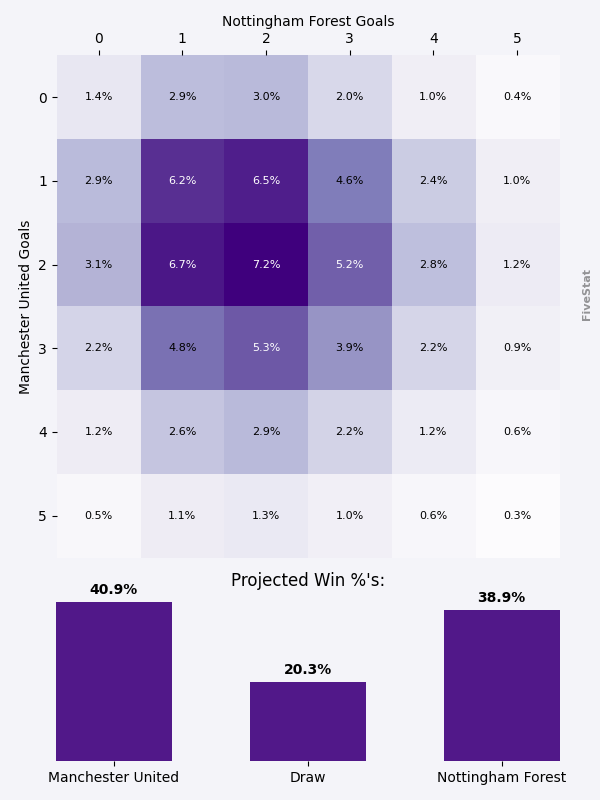 Nottingham Forest Goals
0 1 2 3 4 5
Manchester United Goals
0 1.4% 2.9% 3.0% 2.0% 1.0% 0.4%
1 2.9% 6.2% 6.5% 4.6% 2.4% 1.0%
2 3.1% 6.7% 7.2% 5.2% 2.8% 1.2%
3 2.2% 4.8% 5.3% 3.9% 2.2% 0.9%
4 1.2% 2.6% 2.9% 2.2% 1.2% 0.6%
5 0.5% 1.1% 1.3% 1.0% 0.6% 0.3%
FiveStat
Projected Win %'s:
40.9% 20.3% 38.9%
Manchester United Draw Nottingham Forest